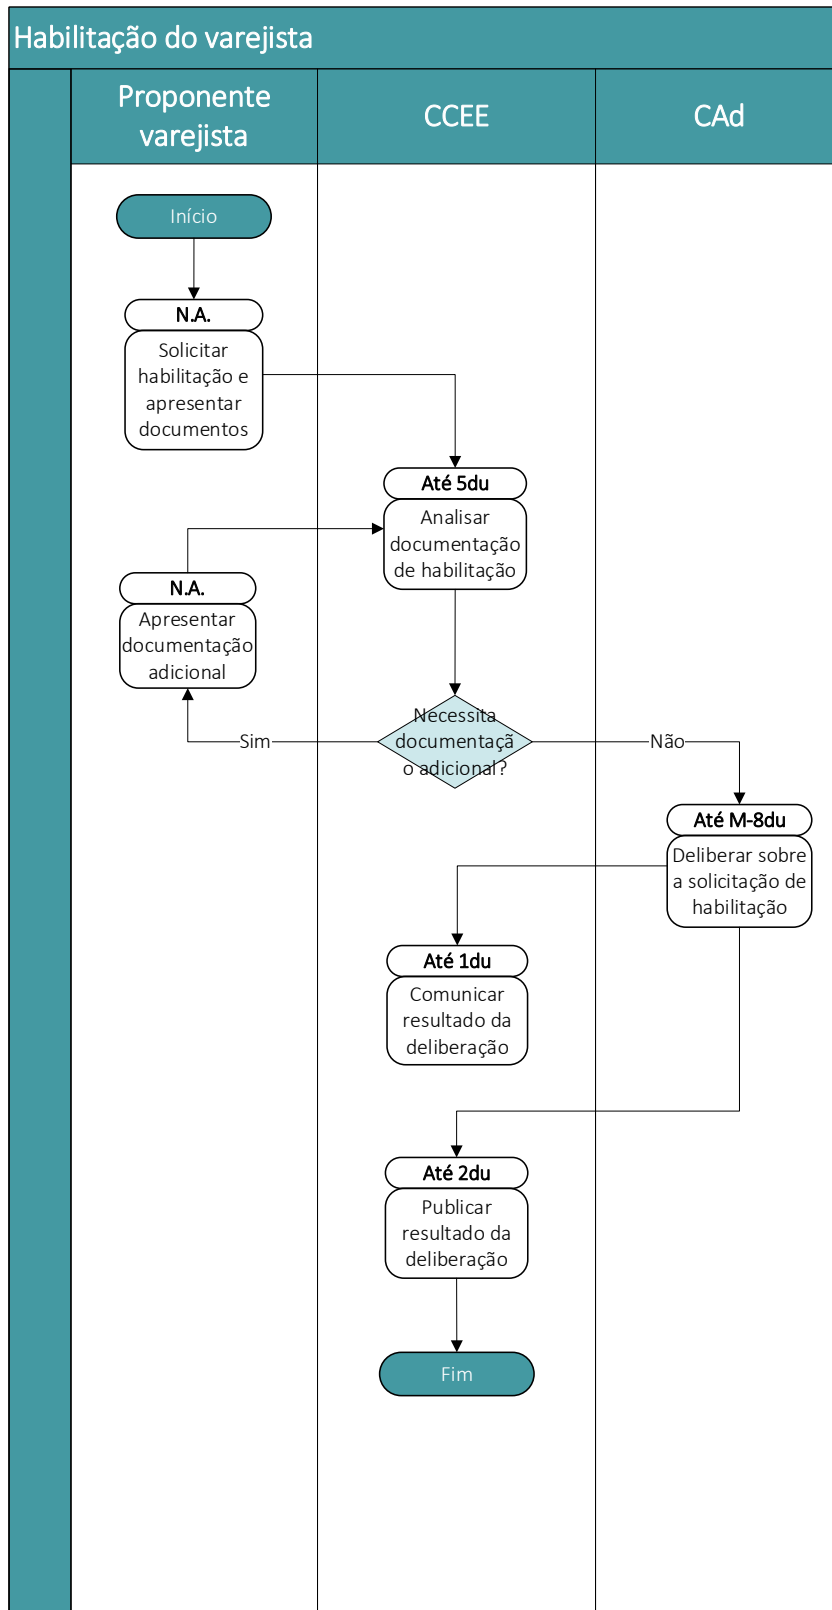 Habilitação do varejista
Proponente
varejista
CCEE
CAd
Início
N.A.
Solicitar
habilitação e
apresentar
documentos
Até 5du
Analisar
documentação
de habilitação
N.A.
Apresentar
documentação
adicional
Necessita
documentaçã
o adicional?
Sim
Não
Até M-8du
Deliberar sobre
a solicitação de
habilitação
Até 1du
Comunicar
resultado da
deliberação
Até 2du
Publicar
resultado da
deliberação
Fim